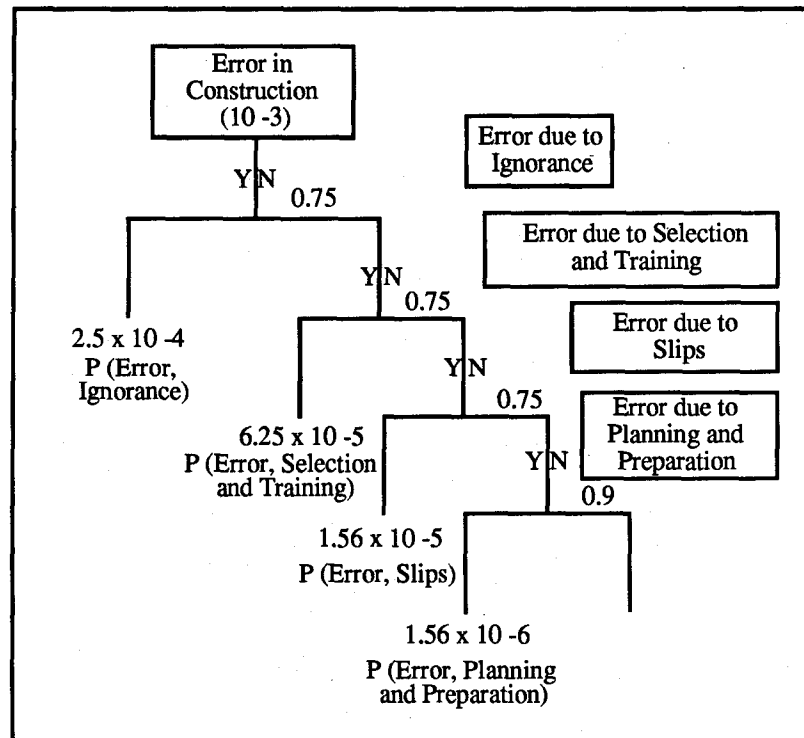 Error in
Construction
(10 -3)
Error due to
Ignorance
Y N
0.75
Error due to Selection
and Training
Y N
0.75
2.5 x 10 -4
P (Error,
Ignorance)
Error due to
Slips
Y N
0.75
6.25 x 10 -5
P (Error, Selection
and Training)
Error due to
Planning and
Preparation
Y N
0.9
1.56 x 10 -5
P (Error, Slips)
1.56 x 10 -6
P (Error, Planning
and Preparation)